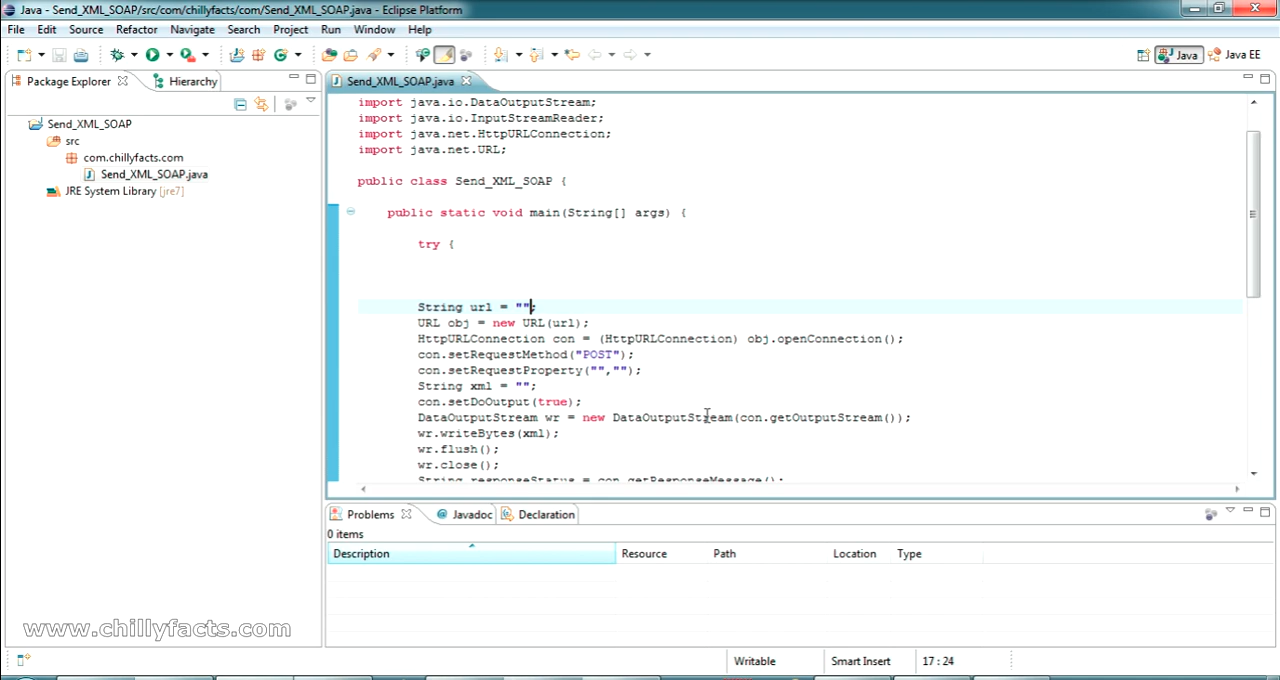 Java - Send_XML_SOAP/src/com/chillyfacts/com/Send_XML_SOAP.java - Eclipse Platform
File Edit Source Refactor Navigate Search Project Run Window Help
Java Java EE
Package Explorer Hierarchy
Send_XML_SOAP
src
com.chillyfacts.com
Send_XML_SOAP.java
JRE System Library [jre7]
Send_XML_SOAP.java
import java.io.DataOutputStream;
import java.io.InputStreamReader;
import java.net.HttpURLConnection;
import java.net.URL;
public class Send_XML_SOAP {
public static void main(String[] args) {
try {
String url = "";
URL obj = new URL(url);
HttpURLConnection con = (HttpURLConnection) obj.openConnection();
con.setRequestMethod("POST");
con.setRequestProperty("","");
String xml = "";
con.setDoOutput(true);
DataOutputStream wr = new DataOutputStream(con.getOutputStream());
wr.writeBytes(xml);
wr.flush();
wr.close();
String responseStatus = con.getResponseMessage();
Problems Javadoc Declaration
0 items
Description Resource Path Location Type
www.chillyfacts.com
Writable Smart Insert 17 : 24